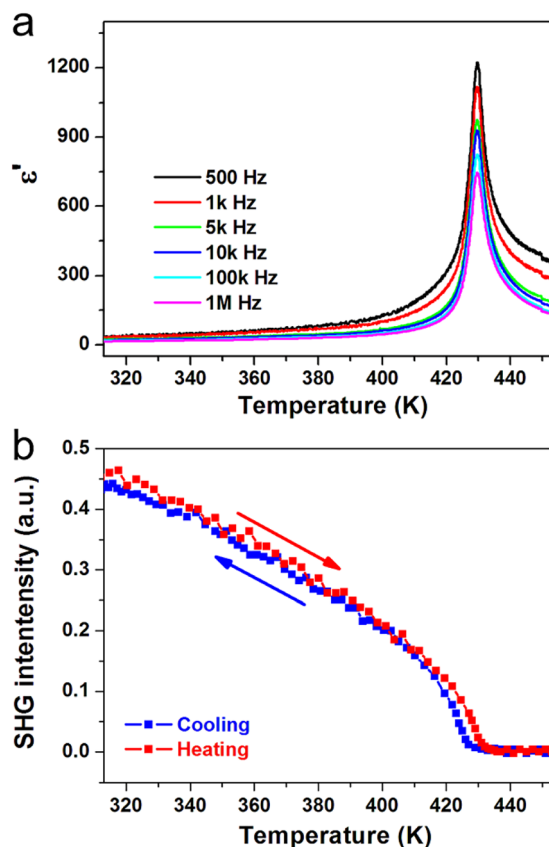 a
1200
900
600
300
0
ε'
500 Hz
1k Hz
5k Hz
10k Hz
100k Hz
1M Hz
320 340 360 380 400 420 440
Temperature (K)
b
0.5
0.4
0.3
0.2
0.1
0.0
SHG intentensity (a.u.)
Cooling
Heating
320 340 360 380 400 420 440
Temperature (K)